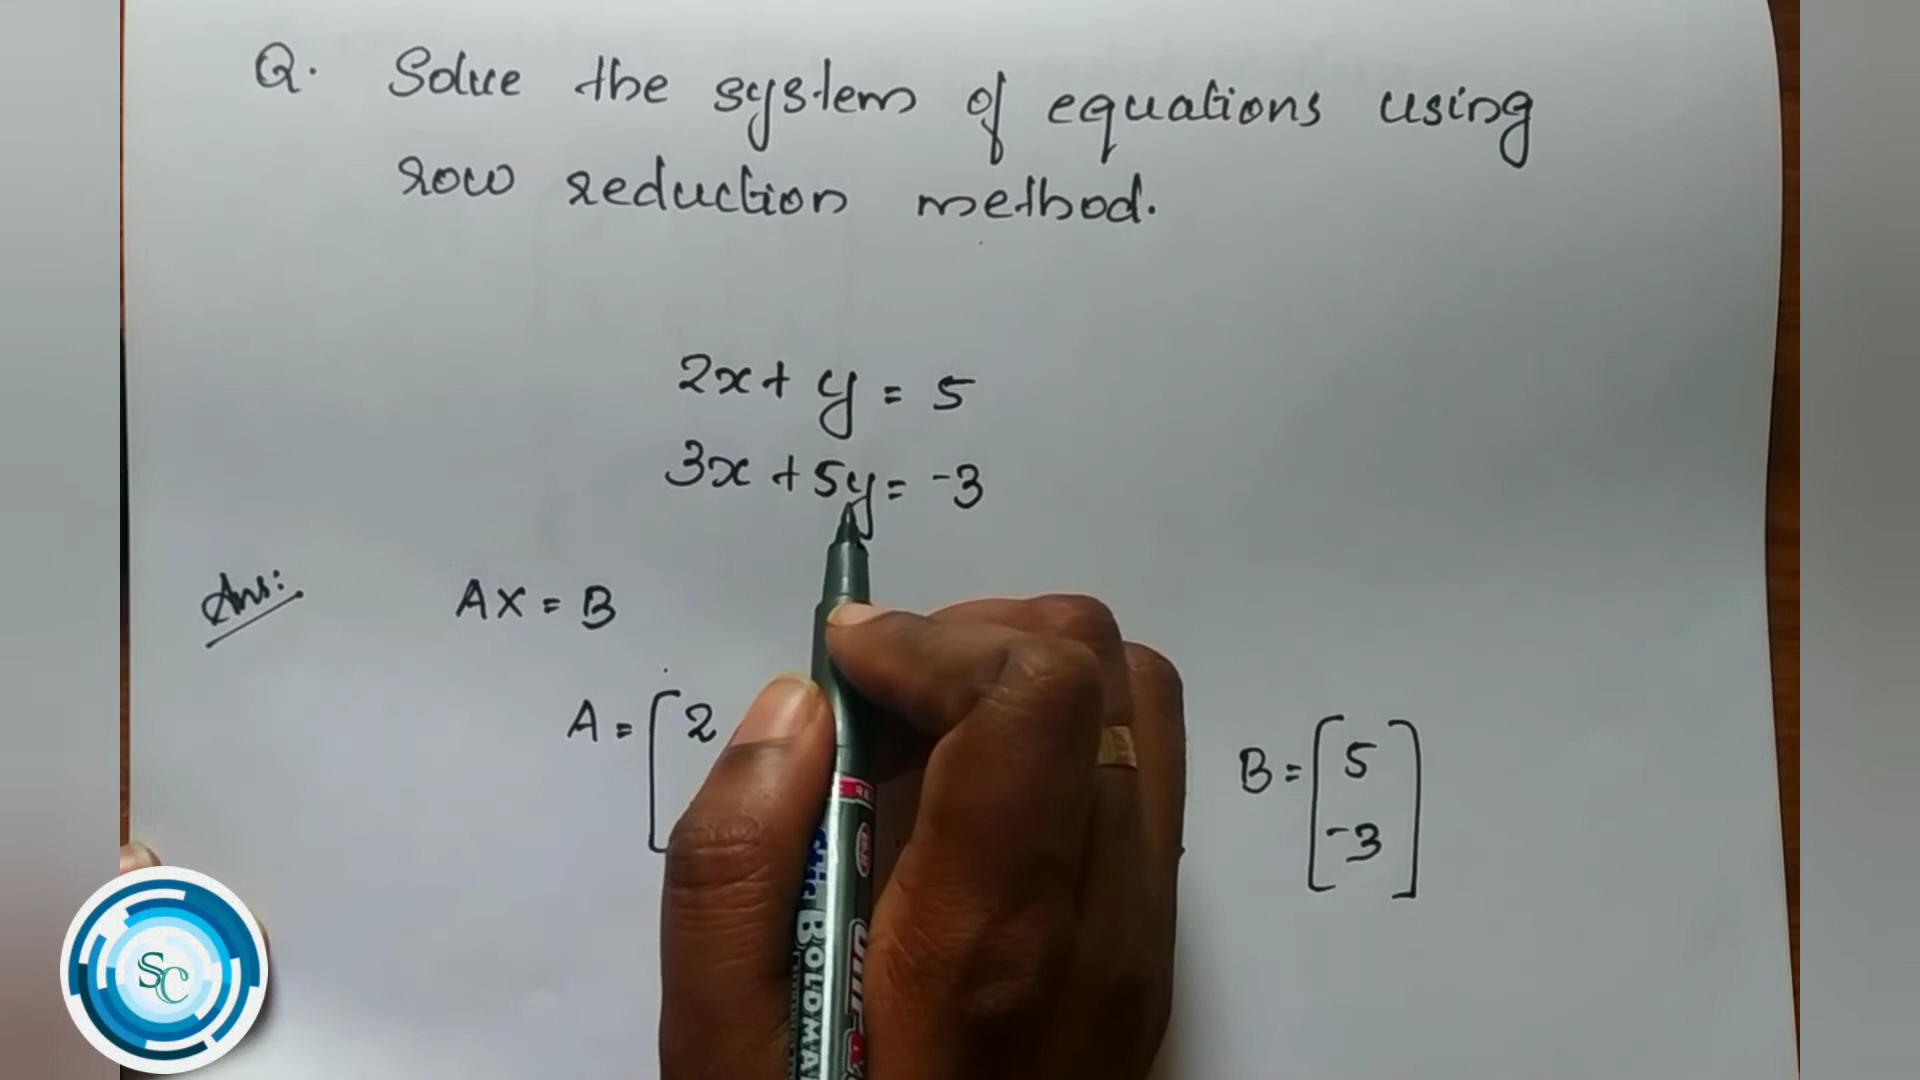 Q. Solve the system of equations using
row reduction method.
2x + y = 5
3x + 5y = -3
Ans:
AX = B
A = [ 2
B = [ 5
-3 ]
BOLDMA
SC